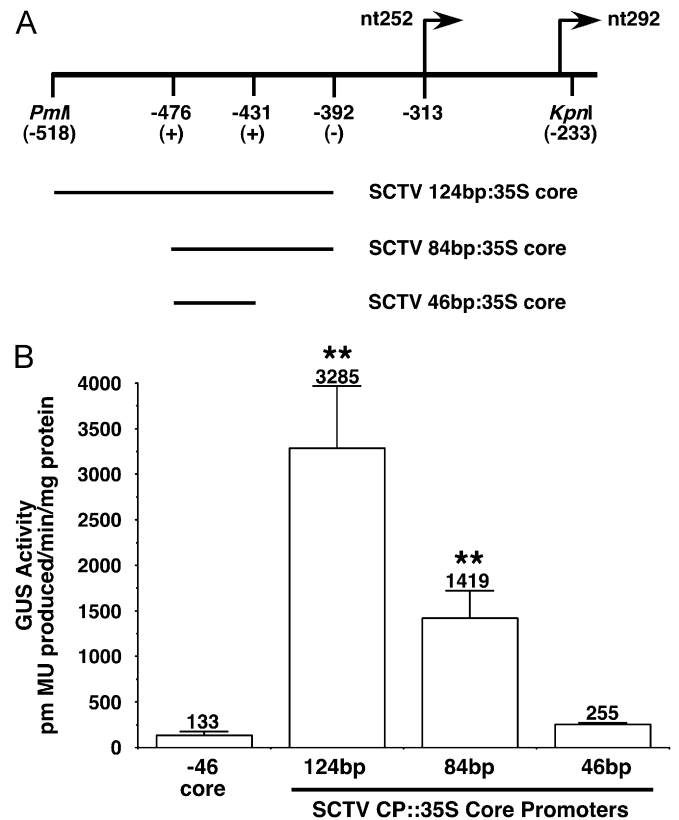 A
nt252
nt292
PmlI
(-518)
-476
(+)
-431
(+)
-392
(-)
-313
KpnI
(-233)
SCTV 124bp:35S core
SCTV 84bp:35S core
SCTV 46bp:35S core
B
GUS Activity
pm MU produced/min/mg protein
4000
3500
3000
2500
2000
1500
1000
500
0
**
3285
**
1419
133
255
-46
core
124bp
84bp
46bp
SCTV CP::35S Core Promoters